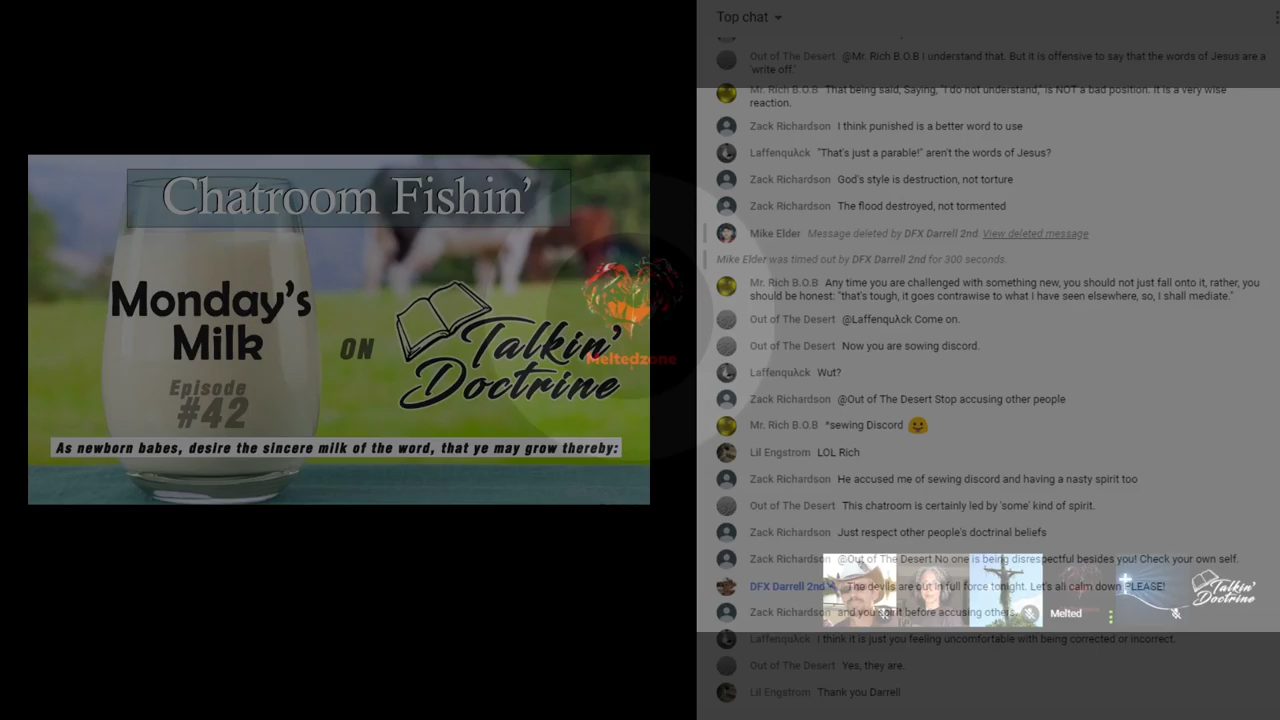 Chatroom Fishin'
Monday's
Milk
Episode
#42
ON
Talkin'
Doctrine
Meltedzone
As newborn babes, desire the sincere milk of the word, that ye may grow thereby:
Top chat
Out of The Desert @Mr. Rich B.O.B I understand that. But it is offensive to say that the words of Jesus are a
'write off.'
Mr. Rich B.O.B That being said, Saying, "I do not understand," is NOT a bad position. It is a very wise
reaction.
Zack Richardson I think punished is a better word to use
Laffenquλck "That's just a parable!" aren't the words of Jesus?
Zack Richardson God's style is destruction, not torture
Zack Richardson The flood destroyed, not tormented
Mike Elder Message deleted by DFX Darrell 2nd. View deleted message
Mike Elder was timed out by DFX Darrell 2nd for 300 seconds.
Mr. Rich B.O.B Any time you are challenged with something new, you should not just fall onto it, rather, you
should be honest: "that's tough, it goes contrawise to what I have seen elsewhere, so, I shall mediate."
Out of The Desert @Laffenquλck Come on.
Out of The Desert Now you are sowing discord.
Laffenquλck Wut?
Zack Richardson @Out of The Desert Stop accusing other people
Mr. Rich B.O.B *sewing Discord
Lil Engstrom LOL Rich
Zack Richardson He accused me of sewing discord and having a nasty spirit too
Out of The Desert This chatroom is certainly led by 'some' kind of spirit.
Zack Richardson Just respect other people's doctrinal beliefs
Zack Richardson @Out of The Desert No one is being disrespectful besides you! Check your own self.
DFX Darrell 2nd The devils are out in full force tonight. Let's all calm down PLEASE!
Zack Richardson and you spirit before accusing others.
Melted
Talkin'
Doctrine
Laffenquλck I think it is just you feeling uncomfortable with being corrected or incorrect.
Out of The Desert Yes, they are.
Lil Engstrom Thank you Darrell